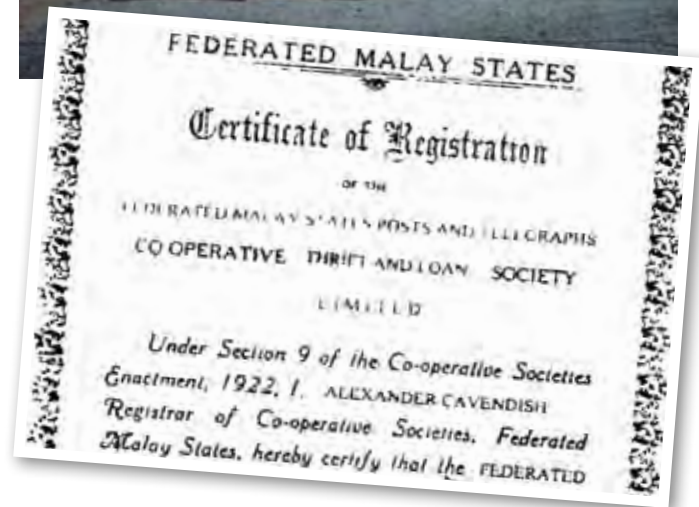 FEDERATED MALAY STATES
Certificate of Registration
OF THE
FEDERATED MALAY STATES POSTS AND TELEGRAPHS
CO OPERATIVE THRIFT AND LOAN SOCIETY
LIMITED
Under Section 9 of the Co-operative Societies
Enactment, 1922, I. ALEXANDER CAVENDISH
Registrar of Co-operative Societies, Federated
Malay States, hereby certify that the FEDERATED